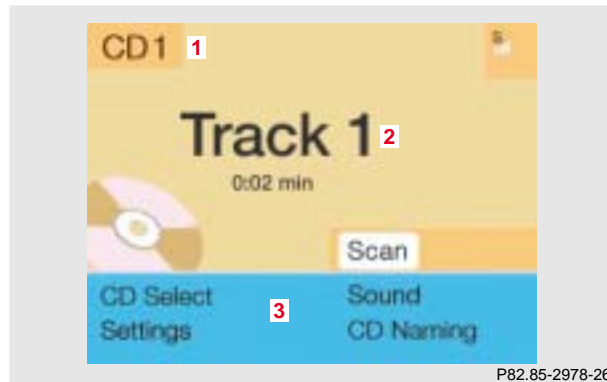 CD1 1
S
Track 1 2
0:02 min
Scan
CD Select Sound
3
Settings CD Naming
P82.85-2978-26